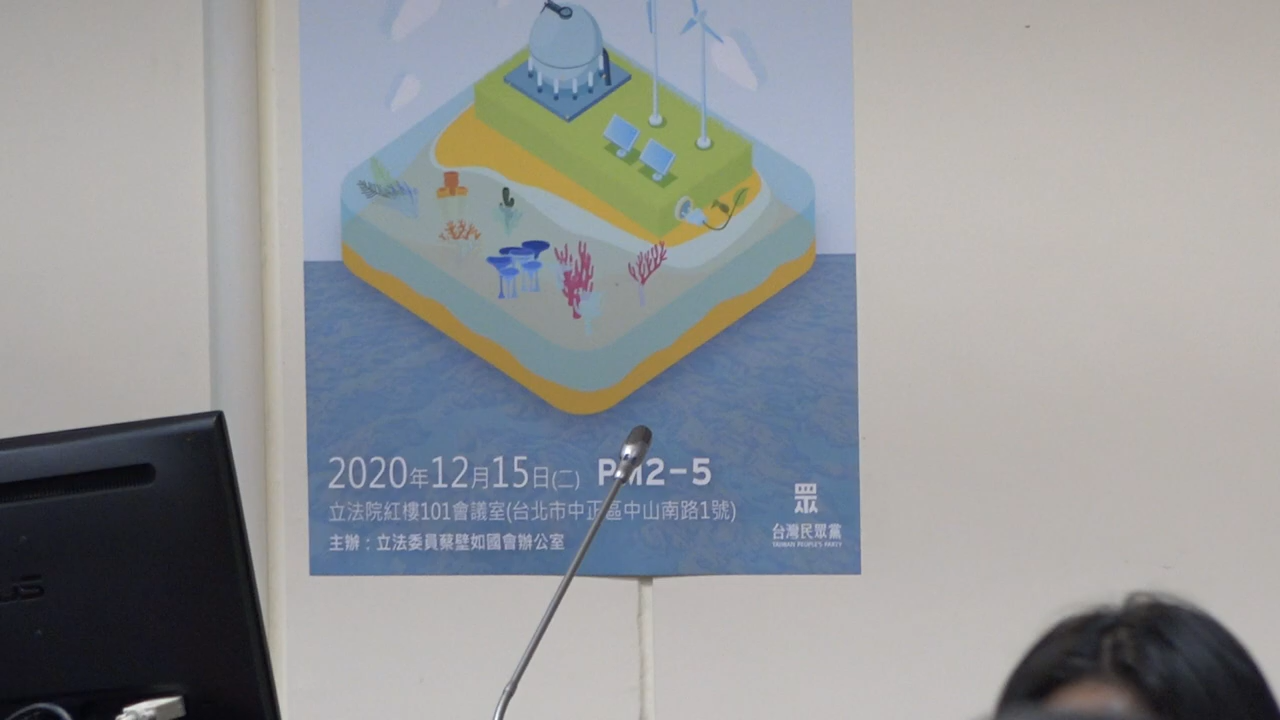 2020年12月15日(二) PM2-5
立法院紅樓101會議室(台北市中正區中山南路1號)
主辦：立法委員蔡壁如國會辦公室
眾
台灣民眾黨
TAIWAN PEOPLE'S PARTY